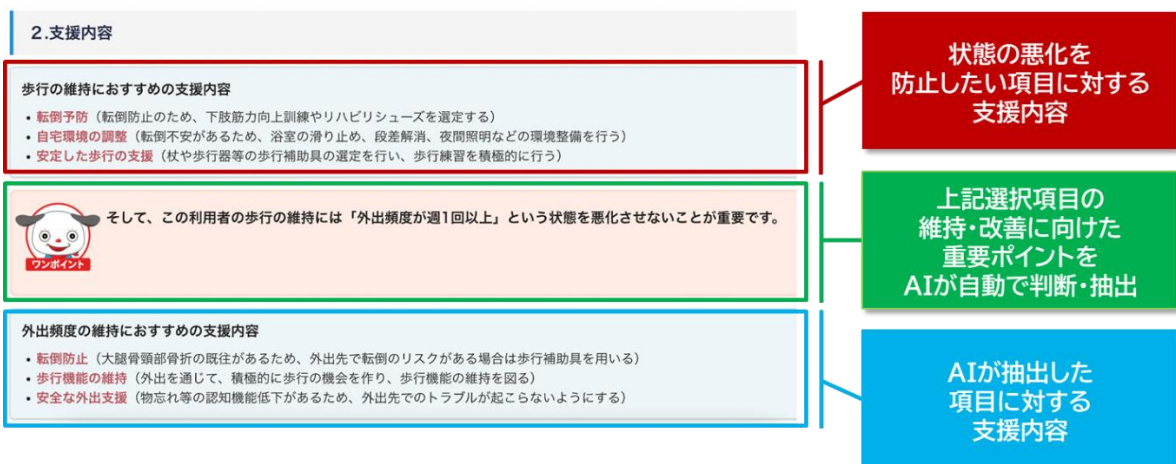 2.支援内容
歩行の維持におすすめの支援内容
• 転倒予防（転倒防止のため、下肢筋力向上訓練やリハビリシューズを選定する）
• 自宅環境の調整（転倒不安があるため、浴室の滑り止め、段差解消、夜間照明などの環境整備を行う）
• 安定した歩行の支援（杖や歩行器等の歩行補助具の選定を行い、歩行練習を積極的に行う）
そして、この利用者の歩行の維持には「外出頻度が週1回以上」という状態を悪化させないことが重要です。
ワンポイント
外出頻度の維持におすすめの支援内容
• 転倒防止（大腿骨頸部骨折の既往があるため、外出先で転倒のリスクがある場合は歩行補助具を用いる）
• 歩行機能の維持（外出を通じて、積極的に歩行の機会を作り、歩行機能の維持を図る）
• 安全な外出支援（物忘れ等の認知機能低下があるため、外出先でのトラブルが起こらないようにする）
状態の悪化を
防止したい項目に対する
支援内容
上記選択項目の
維持・改善に向けた
重要ポイントを
AIが自動で判断・抽出
AIが抽出した
項目に対する
支援内容